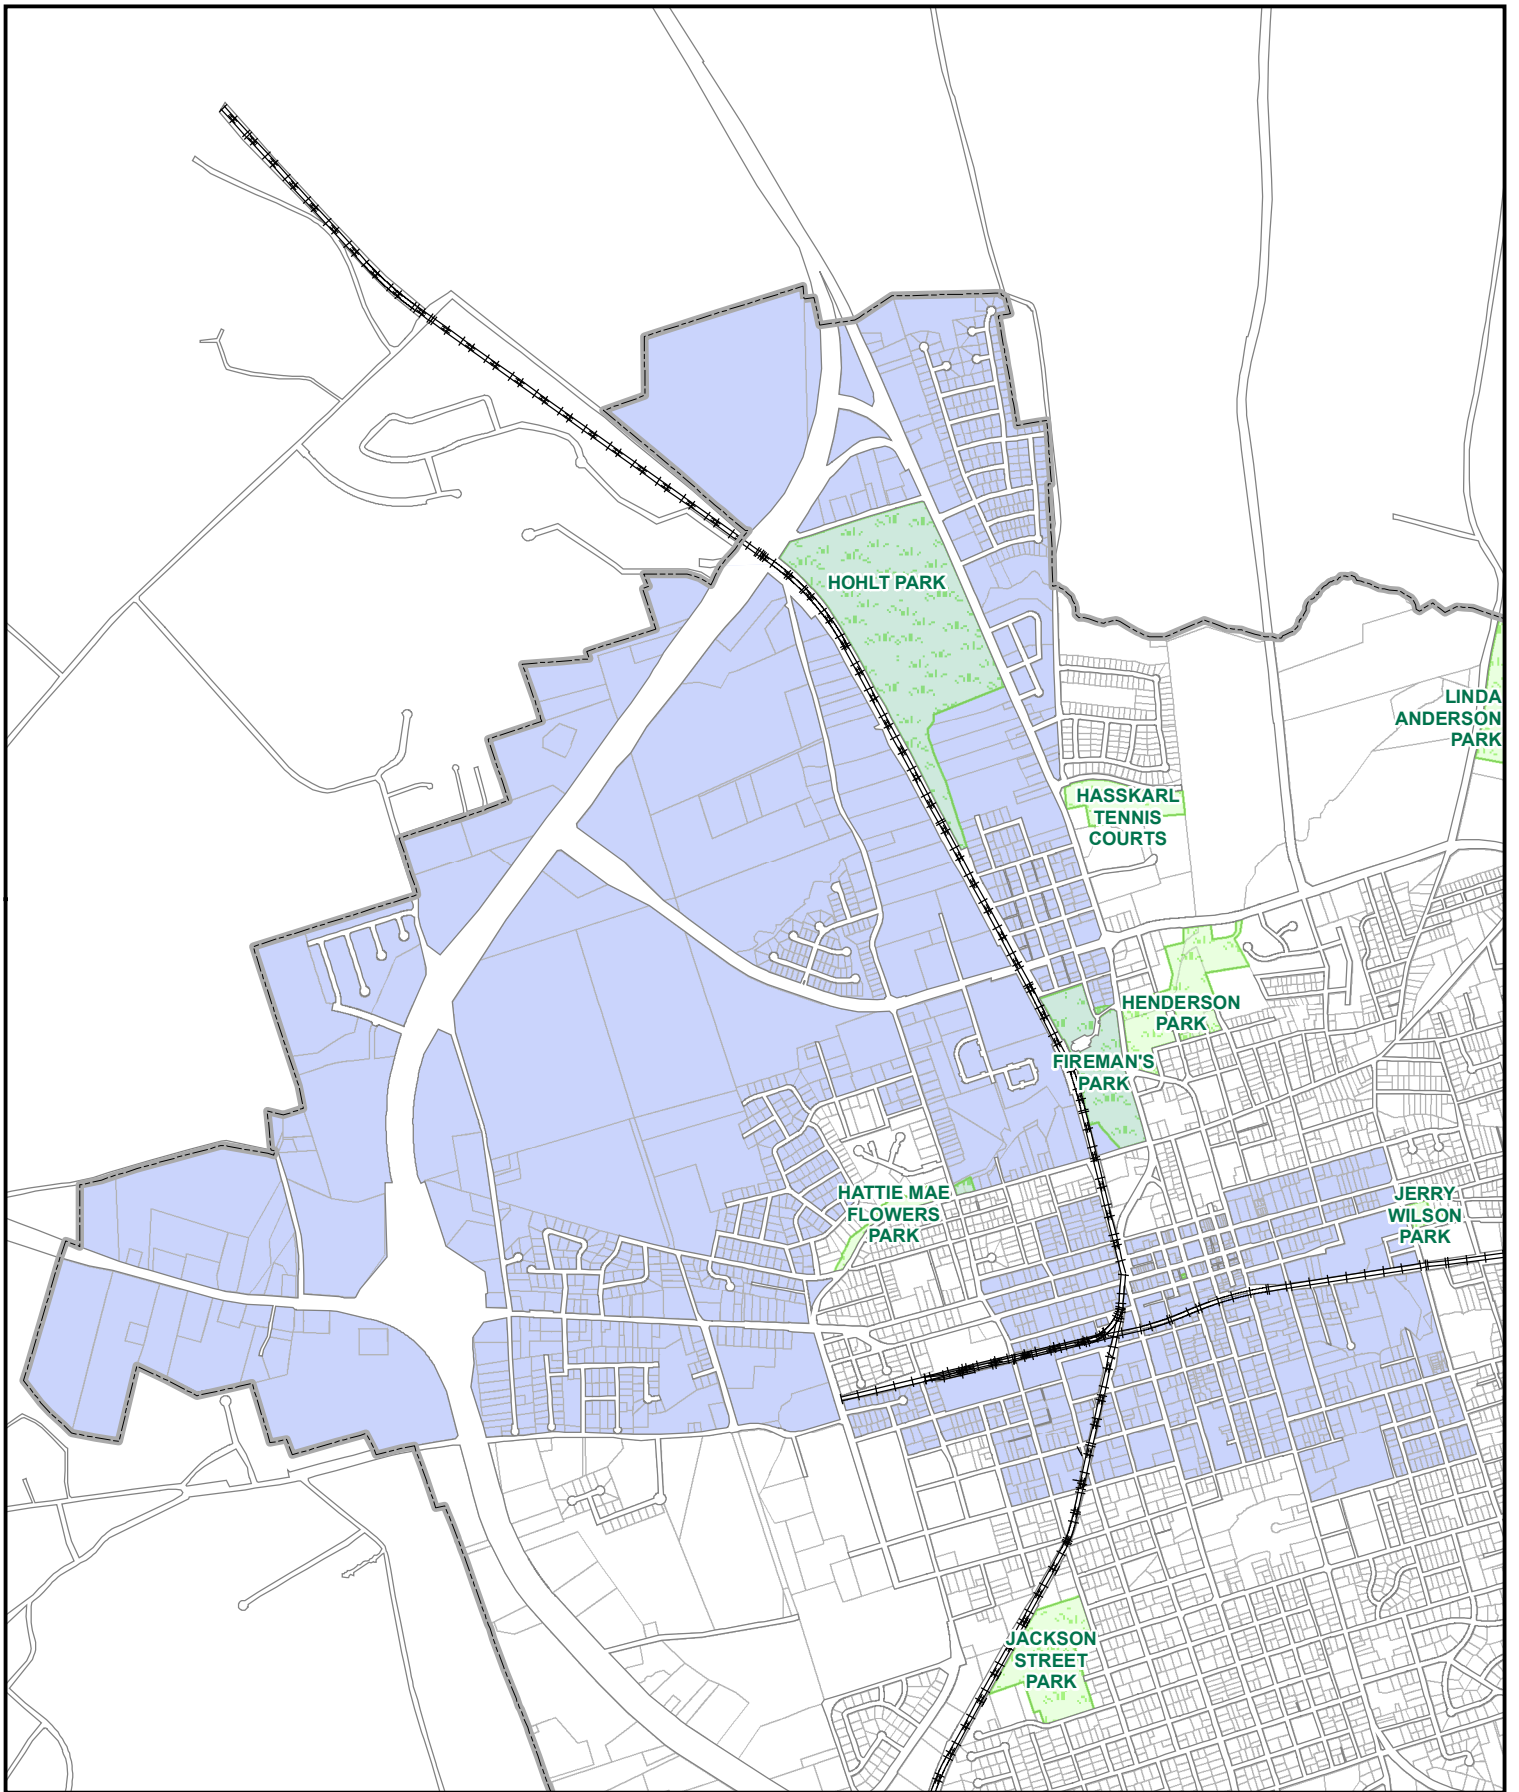 HOHLT PARK
LINDA
ANDERSON
PARK
HASSKARL
TENNIS
COURTS
HENDERSON
PARK
FIREMAN'S
PARK
HATTIE MAE
FLOWERS
PARK
JERRY
WILSON
PARK
JACKSON
STREET
PARK